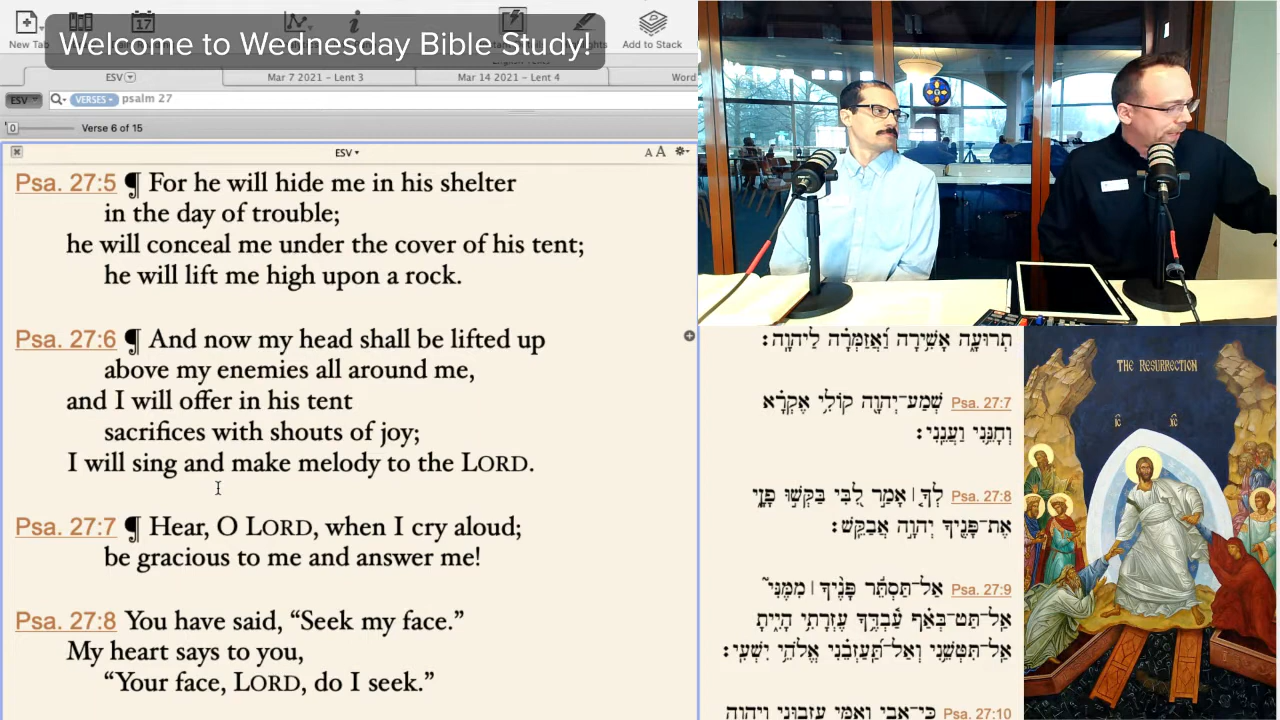 New Tab
17
Add to Stack
Welcome to Wednesday Bible Study!
ESV
Mar 7 2021 – Lent 3
Mar 14 2021 – Lent 4
Word
ESV
VERSES
psalm 27
0
Verse 6 of 15
ESV
A A
Psa. 27:5 ¶ For he will hide me in his shelter
in the day of trouble;
he will conceal me under the cover of his tent;
he will lift me high upon a rock.
Psa. 27:6 ¶ And now my head shall be lifted up
above my enemies all around me,
and I will offer in his tent
sacrifices with shouts of joy;
I will sing and make melody to the LORD.
Psa. 27:7 ¶ Hear, O LORD, when I cry aloud;
be gracious to me and answer me!
Psa. 27:8 You have said, “Seek my face.”
My heart says to you,
“Your face, LORD, do I seek.”
תְּרוּעָ֑ה אָשִׁ֥ירָה וַ֝אֲזַמְּרָ֗ה לַיהוָֽה׃
Psa. 27:7 שְׁמַע־יְהוָ֖ה קוֹלִ֥י אֶקְרָ֗א
וְחָנֵּ֥נִי וַעֲנֵֽנִי׃
Psa. 27:8 לְךָ֤׀ אָמַ֣ר לִ֭בִּי בַּקְּשׁ֣וּ פָנָ֑י
אֶת־פָּנֶ֖יךָ יְהוָ֣ה אֲבַקֵּֽשׁ׃
Psa. 27:9 אַל־תַּסְתֵּ֬ר פָּנֶ֨יךָ׀ מִמֶּנִּי֮
אַֽל־תַּט־בְּאַ֗ף עַ֫בְדֶּ֥ךָ עֶזְרָתִ֥י הָיִ֑יתָ
אַֽל־תִּטְּשֵׁ֥נִי וְאַל־תַּֽ֝עַזְבֵ֗נִי אֱלֹהֵ֥י יִשְׁעִֽי׃
Psa. 27:10 כִּי־אָבִ֣י וְאִמִּ֣י עֲזָב֑וּנִי וַֽיהוָ֣ה
THE RESURRECTION
IC XC